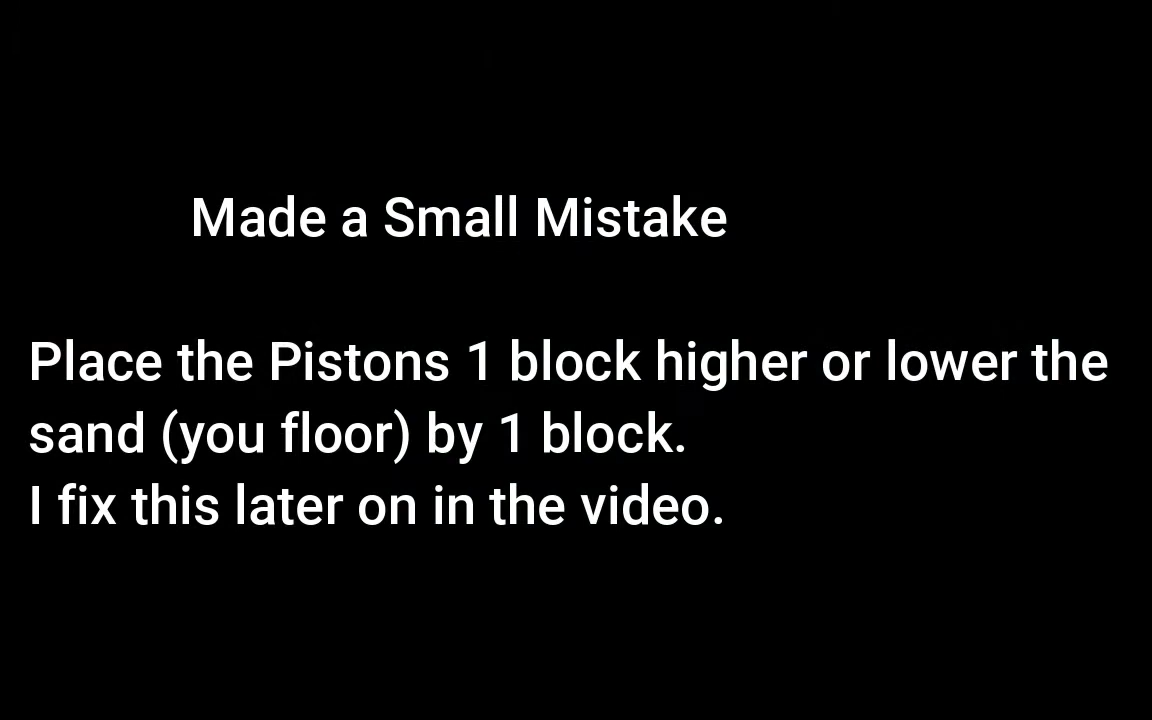 Made a Small Mistake
Place the Pistons 1 block higher or lower the
sand (you floor) by 1 block.
I fix this later on in the video.